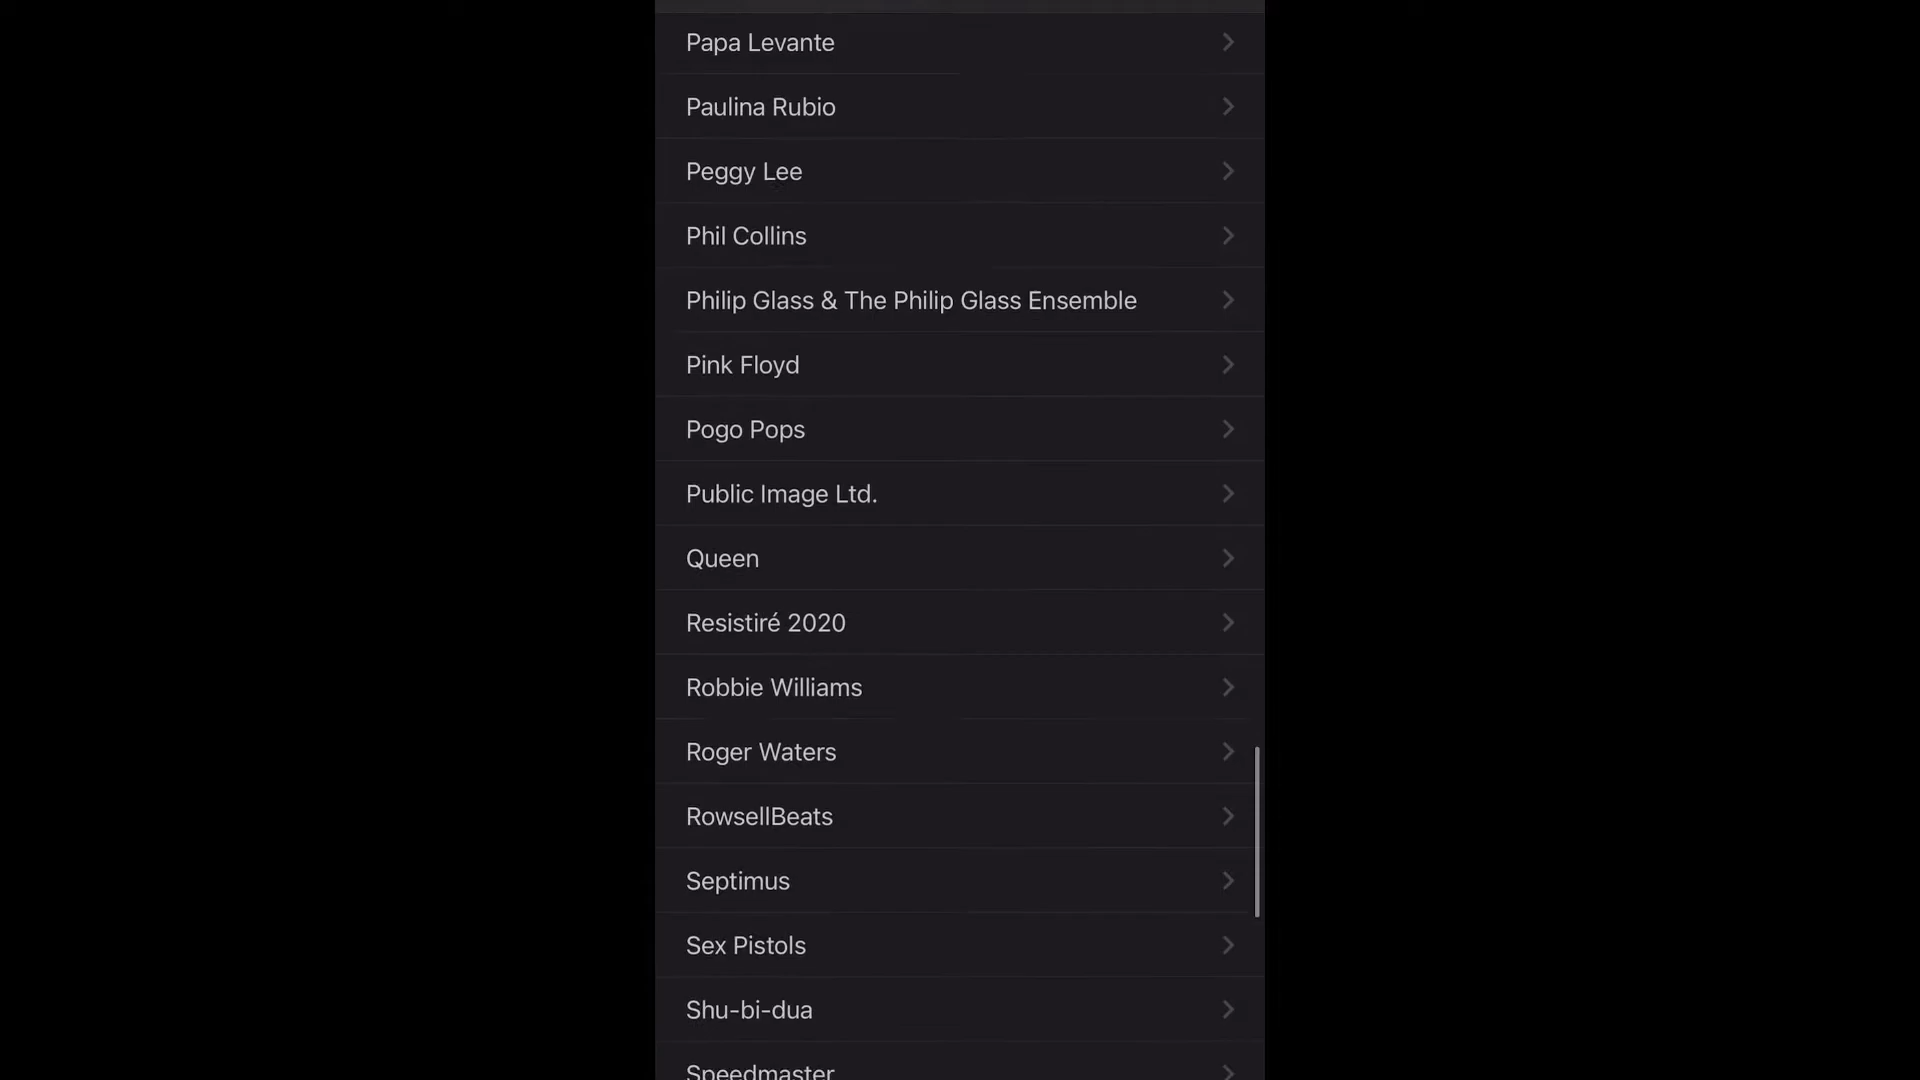 Papa Levante
Paulina Rubio
Peggy Lee
Phil Collins
Philip Glass & The Philip Glass Ensemble
Pink Floyd
Pogo Pops
Public Image Ltd.
Queen
Resistiré 2020
Robbie Williams
Roger Waters
RowsellBeats
Septimus
Sex Pistols
Shu-bi-dua
Speedmaster